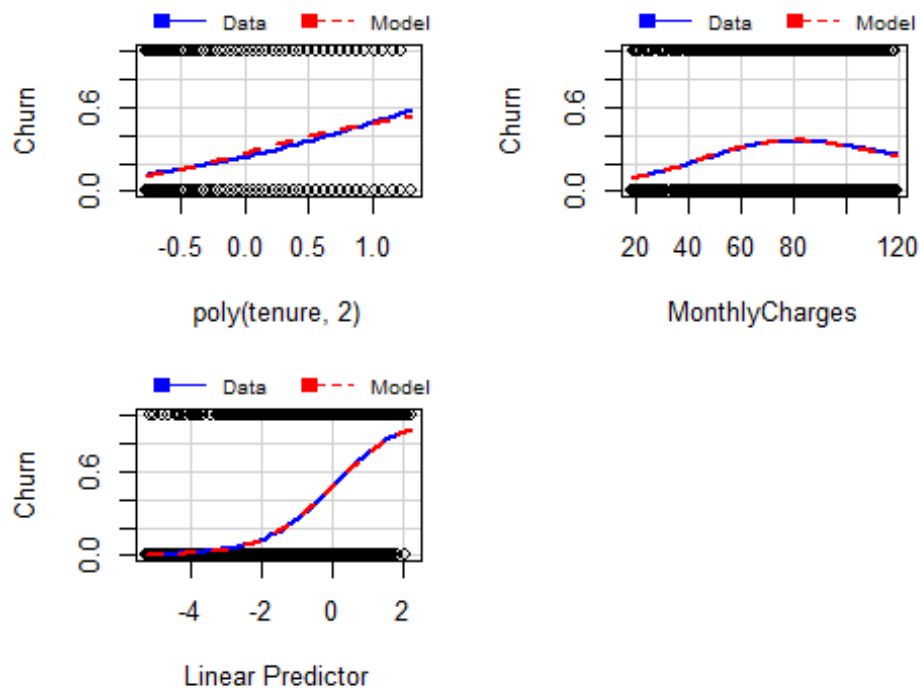 Data Model
Churn
0.0 0.6
-0.5 0.0 0.5 1.0
poly(tenure, 2)
Data Model
Churn
0.0 0.6
20 40 60 80 120
MonthlyCharges
Data Model
Churn
0.0 0.6
-4 -2 0 2
Linear Predictor